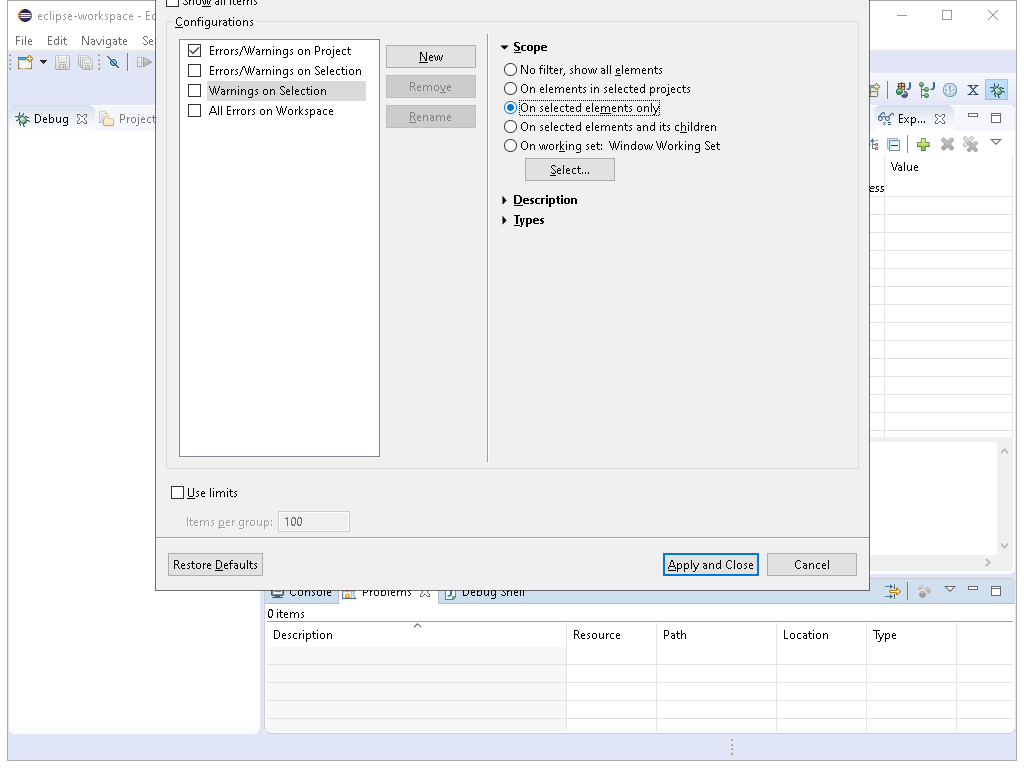 eclipse-workspace - Ec
Show all items
File Edit Navigate Se
Configurations
Errors/Warnings on Project
Errors/Warnings on Selection
Warnings on Selection
All Errors on Workspace
New
Remove
Rename
Scope
No filter, show all elements
On elements in selected projects
On selected elements only
On selected elements and its children
On working set: Window Working Set
Select...
Description
Types
Debug
Project
Exp...
Value
ess
Use limits
Items per group: 100
Restore Defaults
Apply and Close
Cancel
Console Problems Debug Shell
0 items
Description Resource Path Location Type